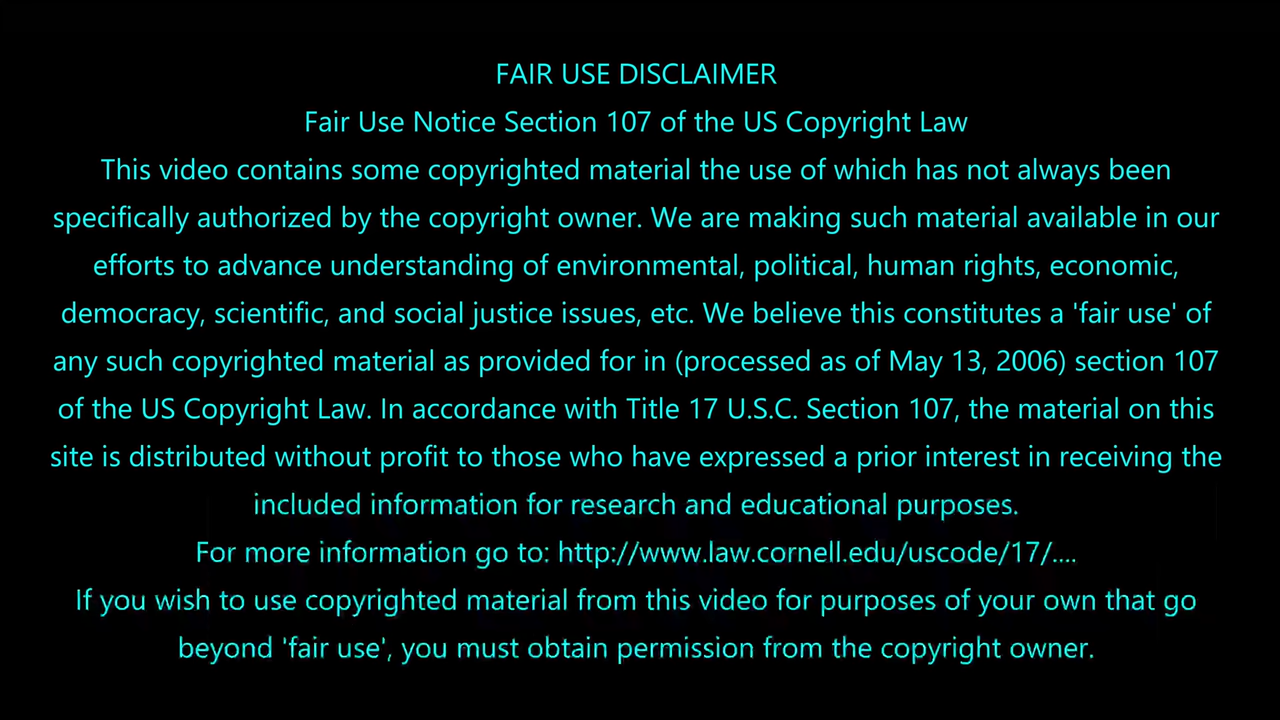 FAIR USE DISCLAIMER
Fair Use Notice Section 107 of the US Copyright Law
This video contains some copyrighted material the use of which has not always been
specifically authorized by the copyright owner. We are making such material available in our
efforts to advance understanding of environmental, political, human rights, economic,
democracy, scientific, and social justice issues, etc. We believe this constitutes a 'fair use' of
any such copyrighted material as provided for in (processed as of May 13, 2006) section 107
of the US Copyright Law. In accordance with Title 17 U.S.C. Section 107, the material on this
site is distributed without profit to those who have expressed a prior interest in receiving the
included information for research and educational purposes.
For more information go to: http://www.law.cornell.edu/uscode/17/....
If you wish to use copyrighted material from this video for purposes of your own that go
beyond 'fair use', you must obtain permission from the copyright owner.